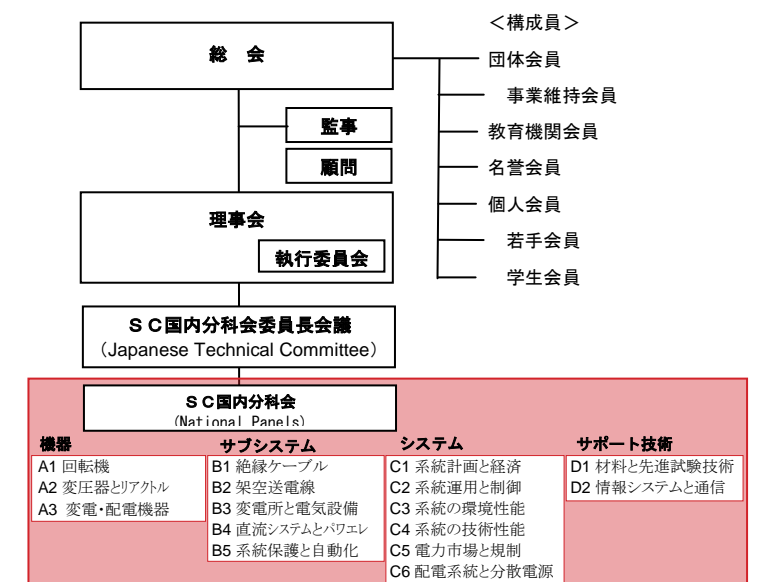 総 会
＜構成員＞
団体会員
事業維持会員
教育機関会員
名誉会員
個人会員
若手会員
学生会員
監事
顧問
理事会
執行委員会
ＳＣ国内分科会委員長会議
（Japanese Technical Committee）
ＳＣ国内分科会
(National Panels)
機器
A1 回転機
A2 変圧器とリアクトル
A3 変電・配電機器
サブシステム
B1 絶縁ケーブル
B2 架空送電線
B3 変電所と電気設備
B4 直流システムとパワエレ
B5 系統保護と自動化
システム
C1 系統計画と経済
C2 系統運用と制御
C3 系統の環境性能
C4 系統の技術性能
C5 電力市場と規制
C6 配電系統と分散電源
サポート技術
D1 材料と先進試験技術
D2 情報システムと通信